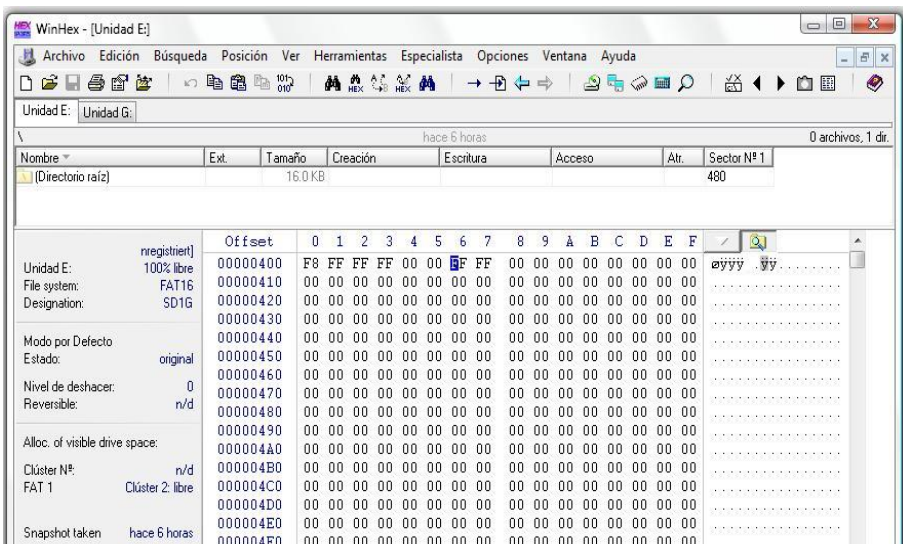 WinHex - [Unidad E:]
Archivo Edición Búsqueda Posición Ver Herramientas Especialista Opciones Ventana Ayuda
Unidad E: Unidad G:
\ hace 6 horas 0 archivos, 1 dir.
Nombre Ext. Tamaño Creación Escritura Acceso Atr. Sector Nº 1
(Directorio raíz) 16.0 KB 480
nregistriert]
Unidad E: 100% libre
File system: FAT16
Designation: SD1G
Modo por Defecto
Estado: original
Nivel de deshacer: 0
Reversible: n/d
Alloc. of visible drive space:
Clúster Nº: n/d
FAT 1 Clúster 2: libre
Snapshot taken hace 6 horas
Offset 0 1 2 3 4 5 6 7 8 9 A B C D E F
00000400 F8 FF FF FF 00 00 FF FF 00 00 00 00 00 00 00 00 øÿÿÿ .ÿÿ.........
00000410 00 00 00 00 00 00 00 00 00 00 00 00 00 00 00 00 ................
00000420 00 00 00 00 00 00 00 00 00 00 00 00 00 00 00 00 ................
00000430 00 00 00 00 00 00 00 00 00 00 00 00 00 00 00 00 ................
00000440 00 00 00 00 00 00 00 00 00 00 00 00 00 00 00 00 ................
00000450 00 00 00 00 00 00 00 00 00 00 00 00 00 00 00 00 ................
00000460 00 00 00 00 00 00 00 00 00 00 00 00 00 00 00 00 ................
00000470 00 00 00 00 00 00 00 00 00 00 00 00 00 00 00 00 ................
00000480 00 00 00 00 00 00 00 00 00 00 00 00 00 00 00 00 ................
00000490 00 00 00 00 00 00 00 00 00 00 00 00 00 00 00 00 ................
000004A0 00 00 00 00 00 00 00 00 00 00 00 00 00 00 00 00 ................
000004B0 00 00 00 00 00 00 00 00 00 00 00 00 00 00 00 00 ................
000004C0 00 00 00 00 00 00 00 00 00 00 00 00 00 00 00 00 ................
000004D0 00 00 00 00 00 00 00 00 00 00 00 00 00 00 00 00 ................
000004E0 00 00 00 00 00 00 00 00 00 00 00 00 00 00 00 00 ................
000004F0 00 00 00 00 00 00 00 00 00 00 00 00 00 00 00 00